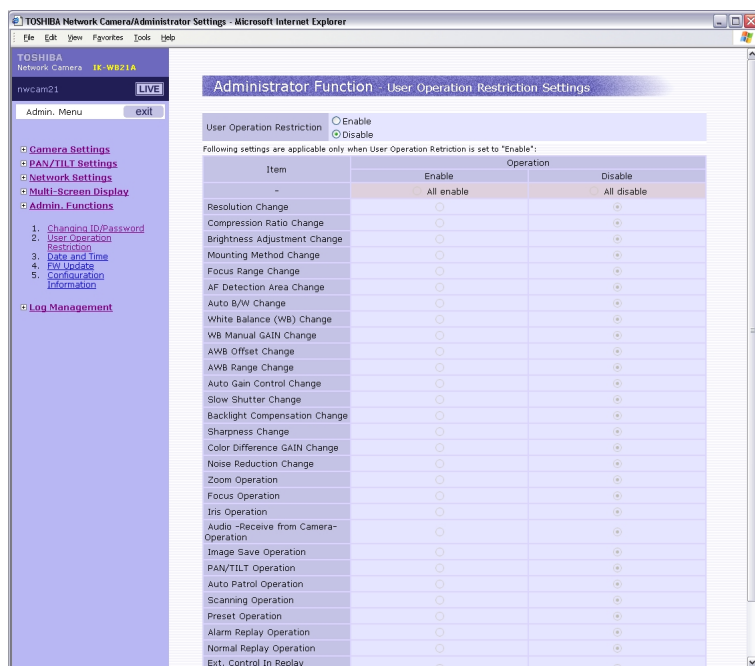 TOSHIBA Network Camera/Administrator Settings - Microsoft Internet Explorer
File Edit View Favorites Tools Help
TOSHIBA
Network Camera IK-WB21A
nwcam21 LIVE
Admin. Menu exit
Camera Settings
PAN/TILT Settings
Network Settings
Multi-Screen Display
Admin. Functions
1. Changing ID/Password
2. User Operation
Restriction
3. Date and Time
4. FW Update
5. Configuration
Information
Log Management
Administrator Function - User Operation Restriction Settings
User Operation Restriction Enable
Disable
Following settings are applicable only when User Operation Retriction is set to "Enable":
Item Operation
Enable Disable
- All enable All disable
Resolution Change
Compression Ratio Change
Brightness Adjustment Change
Mounting Method Change
Focus Range Change
AF Detection Area Change
Auto B/W Change
White Balance (WB) Change
WB Manual GAIN Change
AWB Offset Change
AWB Range Change
Auto Gain Control Change
Slow Shutter Change
Backlight Compensation Change
Sharpness Change
Color Difference GAIN Change
Noise Reduction Change
Zoom Operation
Focus Operation
Iris Operation
Audio -Receive from Camera-
Operation
Image Save Operation
PAN/TILT Operation
Auto Patrol Operation
Scanning Operation
Preset Operation
Alarm Replay Operation
Normal Replay Operation
Ext. Control In Replay